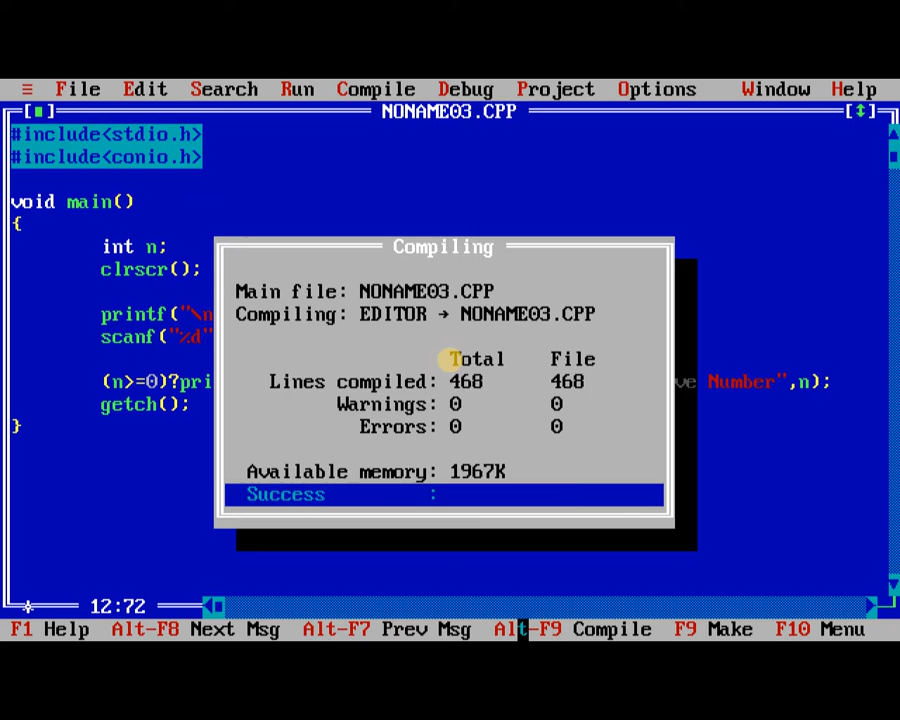 ≡ File Edit Search Run Compile Debug Project Options Window Help
[■] NONAME03.CPP [↕]
#include<stdio.h>
#include<conio.h>
void main()
{
int n;
clrscr();
printf("\n
scanf("%d"
(n>=0)?pri ve Number",n);
getch();
}
Compiling
Main file: NONAME03.CPP
Compiling: EDITOR → NONAME03.CPP
Total File
Lines compiled: 468 468
Warnings: 0 0
Errors: 0 0
Available memory: 1967K
Success :
12:72
F1 Help Alt-F8 Next Msg Alt-F7 Prev Msg Alt-F9 Compile F9 Make F10 Menu